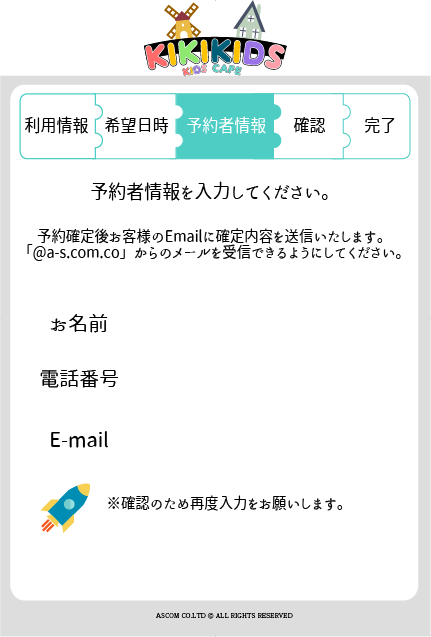 KIKIKIDS
KIDS CAFE
利用情報 希望日時 予約者情報 確認 完了
予約者情報を入力してください。
予約確定後お客様のEmailに確定内容を送信いたします。
「@a-s.com.co」からのメールを受信できるようにしてください。
お名前
電話番号
E-mail
※確認のため再度入力をお願いします。
ASCOM CO.LTD © ALL RIGHTS RESERVED